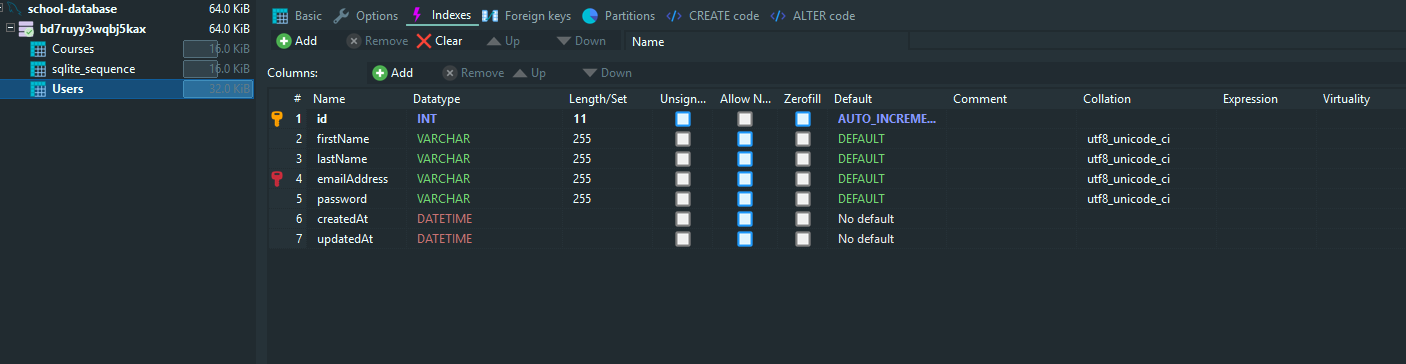 school-database 64.0 KiB
bd7ruyy3wqbj5kax 64.0 KiB
Courses 16.0 KiB
sqlite_sequence 16.0 KiB
Users 32.0 KiB
Basic Options Indexes Foreign keys Partitions CREATE code ALTER code
Add Remove Clear Up Down Name
Columns: Add Remove Up Down
# Name Datatype Length/Set Unsign... Allow N... Zerofill Default Comment Collation Expression Virtuality
1 id INT 11 AUTO_INCREME...
2 firstName VARCHAR 255 DEFAULT utf8_unicode_ci
3 lastName VARCHAR 255 DEFAULT utf8_unicode_ci
4 emailAddress VARCHAR 255 DEFAULT utf8_unicode_ci
5 password VARCHAR 255 DEFAULT utf8_unicode_ci
6 createdAt DATETIME No default
7 updatedAt DATETIME No default